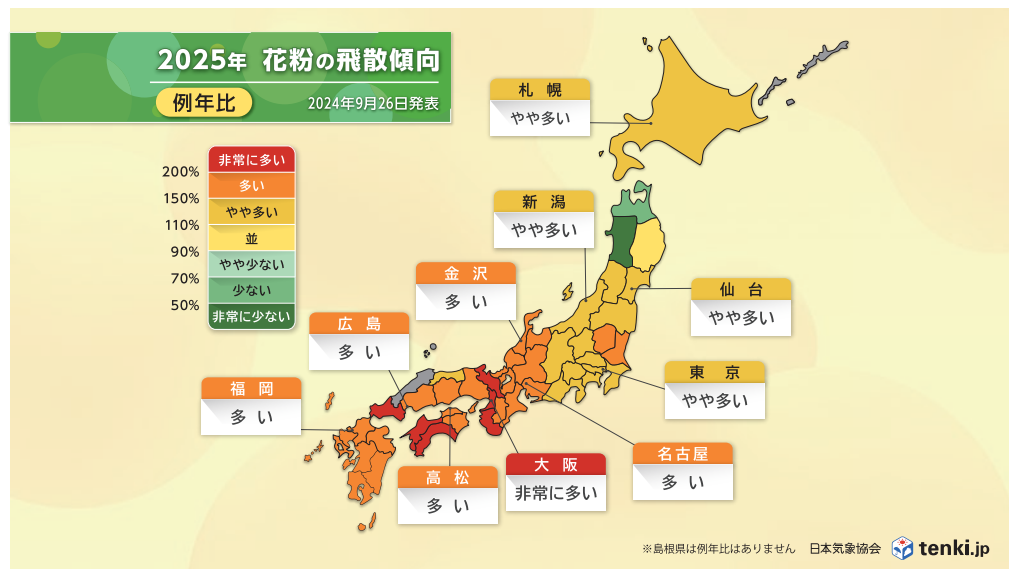 2025年 花粉の飛散傾向
例年比
2024年9月26日発表
非常に多い
200%
多い
150%
やや多い
110%
並
90%
やや少ない
70%
少ない
50%
非常に少ない
札幌
やや多い
新潟
やや多い
金沢
多い
仙台
やや多い
広島
多い
東京
やや多い
福岡
多い
名古屋
多い
大阪
非常に多い
高松
多い
※島根県は例年比はありません
日本気象協会
tenki.jp